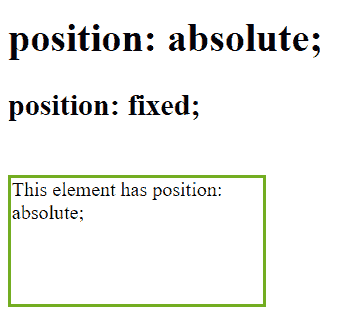 position: absolute;
position: fixed;
This element has position:
absolute;